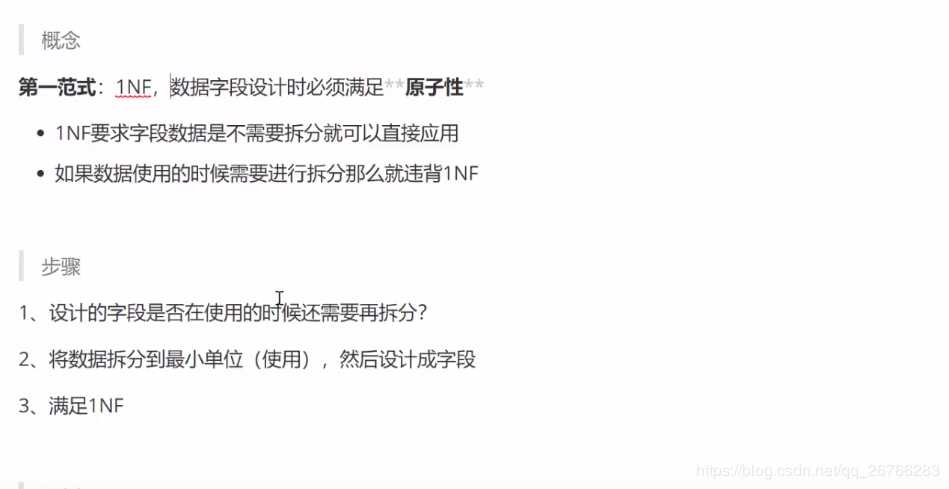 概念
第一范式：1NF，数据字段设计时必须满足**原子性**
1NF要求字段数据是不需要拆分就可以直接应用
如果数据使用的时候需要进行拆分那么就违背1NF
步骤
1、设计的字段是否在使用的时候还需要再拆分？
2、将数据拆分到最小单位（使用），然后设计成字段
3、满足1NF
https://blog.csdn.net/qq_26766283